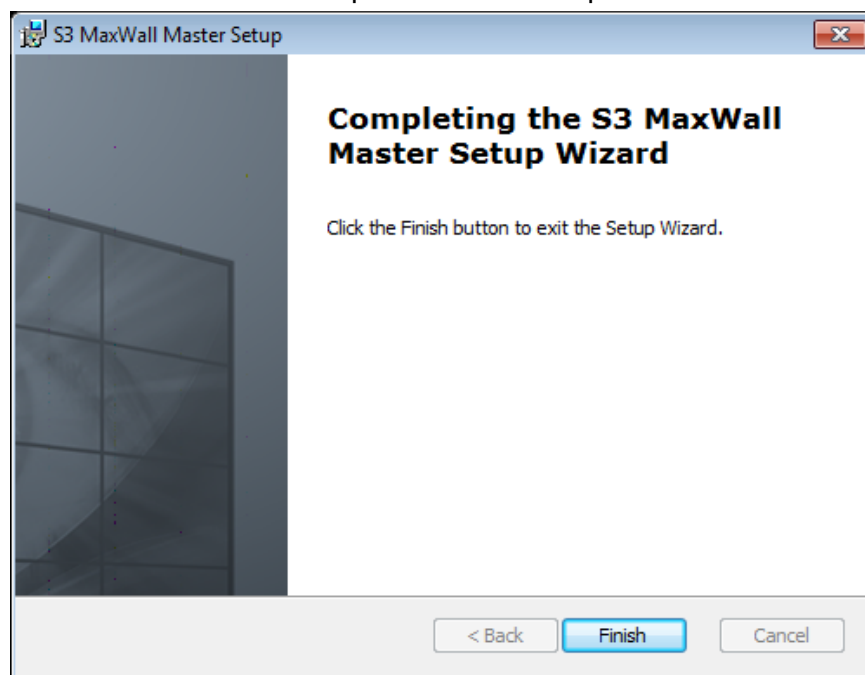 S3 MaxWall Master Setup
Completing the S3 MaxWall
Master Setup Wizard
Click the Finish button to exit the Setup Wizard.
< Back Finish Cancel